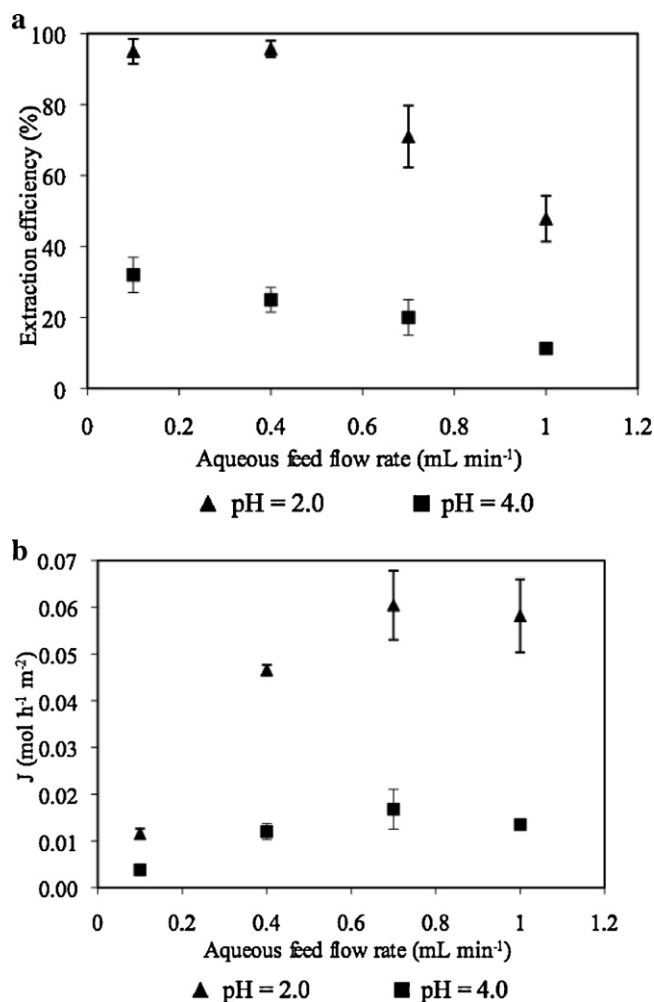 a
100
80
60
40
20
0
Extraction efficiency (%)
0 0.2 0.4 0.6 0.8 1 1.2
Aqueous feed flow rate (mL min⁻¹)
▲ pH = 2.0 ■ pH = 4.0
b
0.07
0.06
0.05
0.04
0.03
0.02
0.01
0.00
J (mol h⁻¹ m⁻²)
0 0.2 0.4 0.6 0.8 1 1.2
Aqueous feed flow rate (mL min⁻¹)
▲ pH = 2.0 ■ pH = 4.0